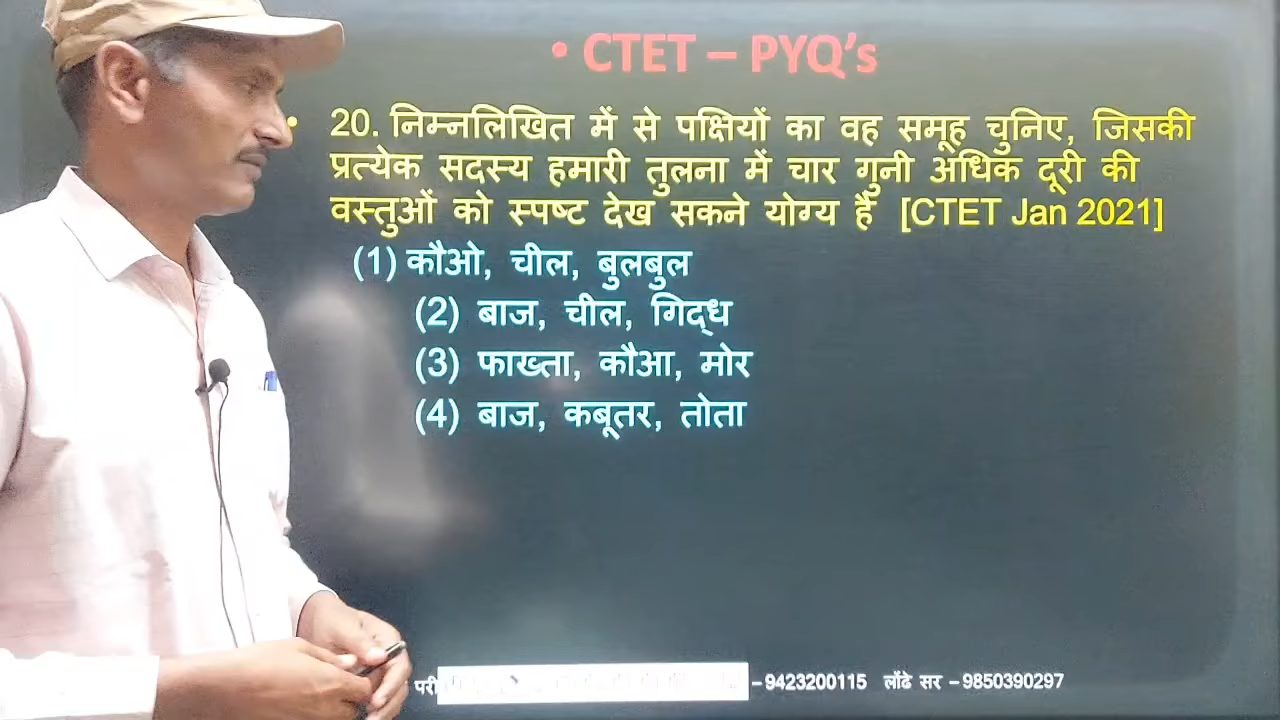 • CTET – PYQ’s
• 20. निम्नलिखित में से पक्षियों का वह समूह चुनिए, जिसकी
प्रत्येक सदस्य हमारी तुलना में चार गुनी अधिक दूरी की
वस्तुओं को स्पष्ट देख सकने योग्य है [CTET Jan 2021]
(1) कौओ, चील, बुलबुल
(2) बाज, चील, गिद्ध
(3) फाख्ता, कौआ, मोर
(4) बाज, कबूतर, तोता
परी –9423200115 लोंढे सर –9850390297